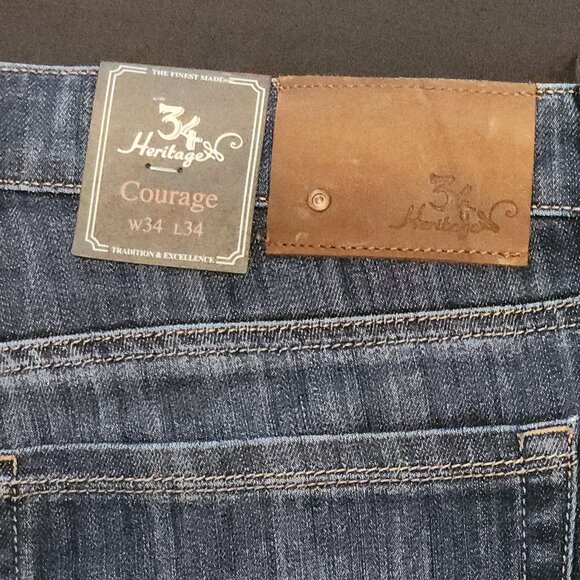 THE FINEST MADE
34
Heritage
Courage
W34 L34
TRADITION & EXCELLENCE
34
Heritage